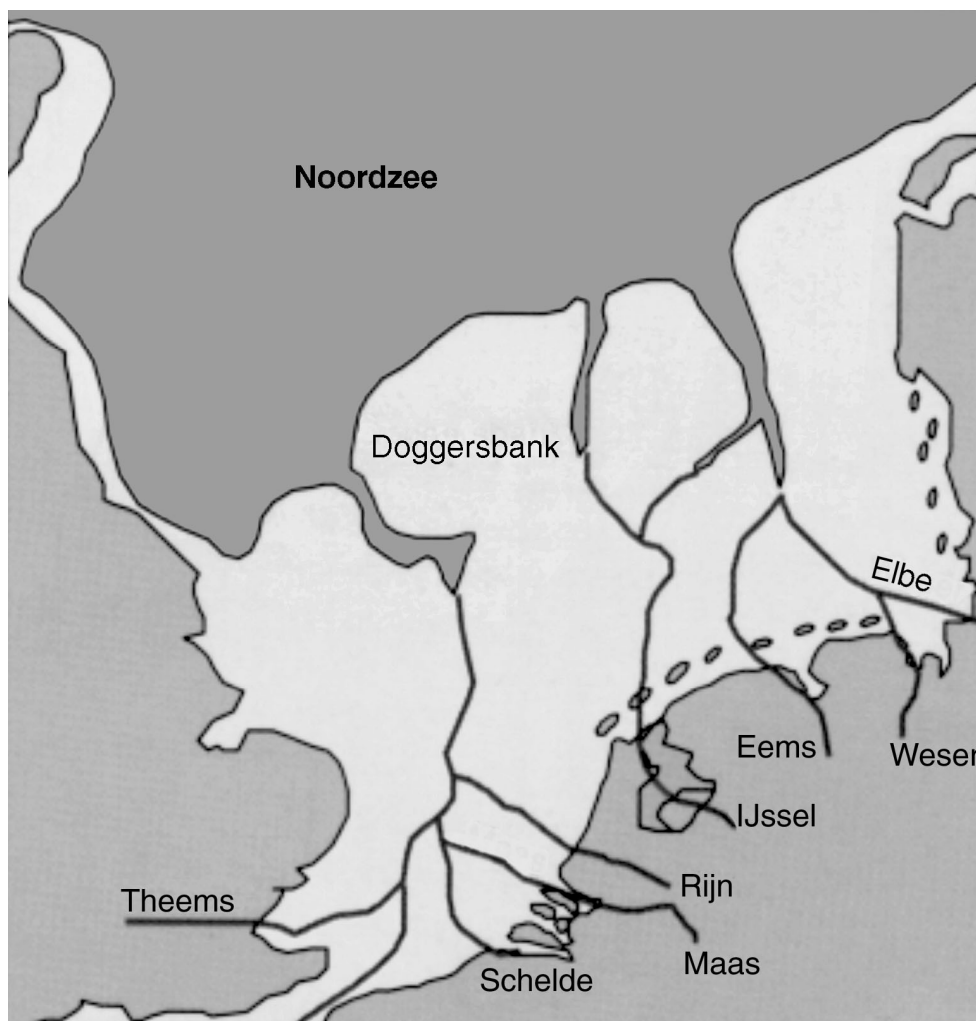 Noordzee
Doggersbank
Elbe
Eems
Weser
IJssel
Rijn
Theems
Maas
Schelde